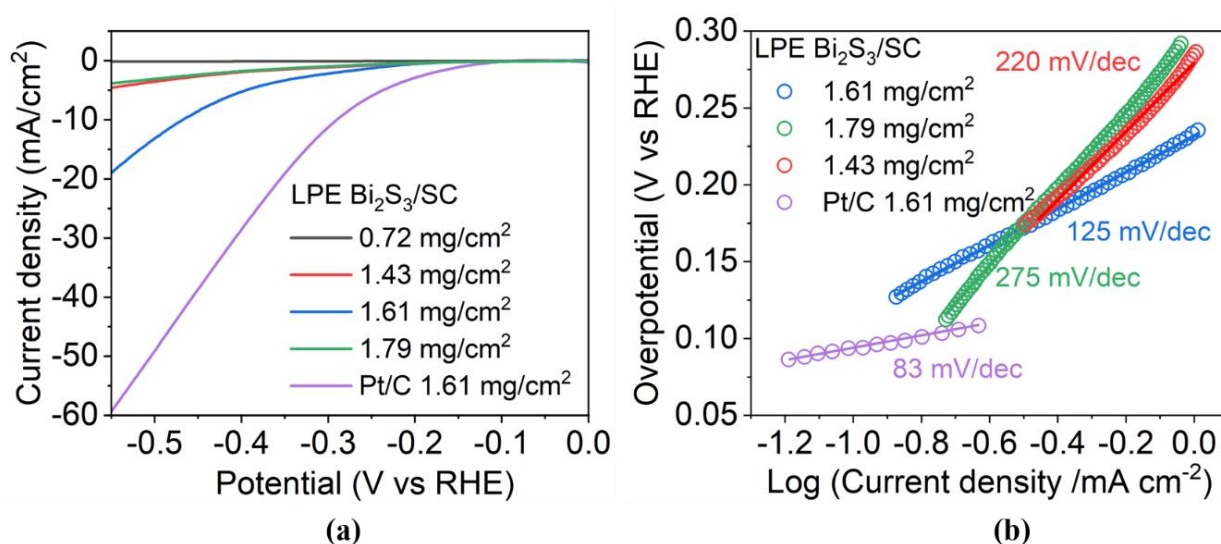 (a)
0
-10
-20
-30
-40
-50
-60
Current density (mA/cm²)
LPE Bi₂S₃/SC
0.72 mg/cm²
1.43 mg/cm²
1.61 mg/cm²
1.79 mg/cm²
Pt/C 1.61 mg/cm²
-0.5 -0.4 -0.3 -0.2 -0.1 0.0
Potential (V vs RHE)
(a)
(b)
0.30
0.25
0.20
0.15
0.10
0.05
Overpotential (V vs RHE)
LPE Bi₂S₃/SC
1.61 mg/cm²
1.79 mg/cm²
1.43 mg/cm²
Pt/C 1.61 mg/cm²
220 mV/dec
125 mV/dec
275 mV/dec
83 mV/dec
-1.2 -1.0 -0.8 -0.6 -0.4 -0.2 0.0
Log (Current density /mA cm⁻²)
(b)